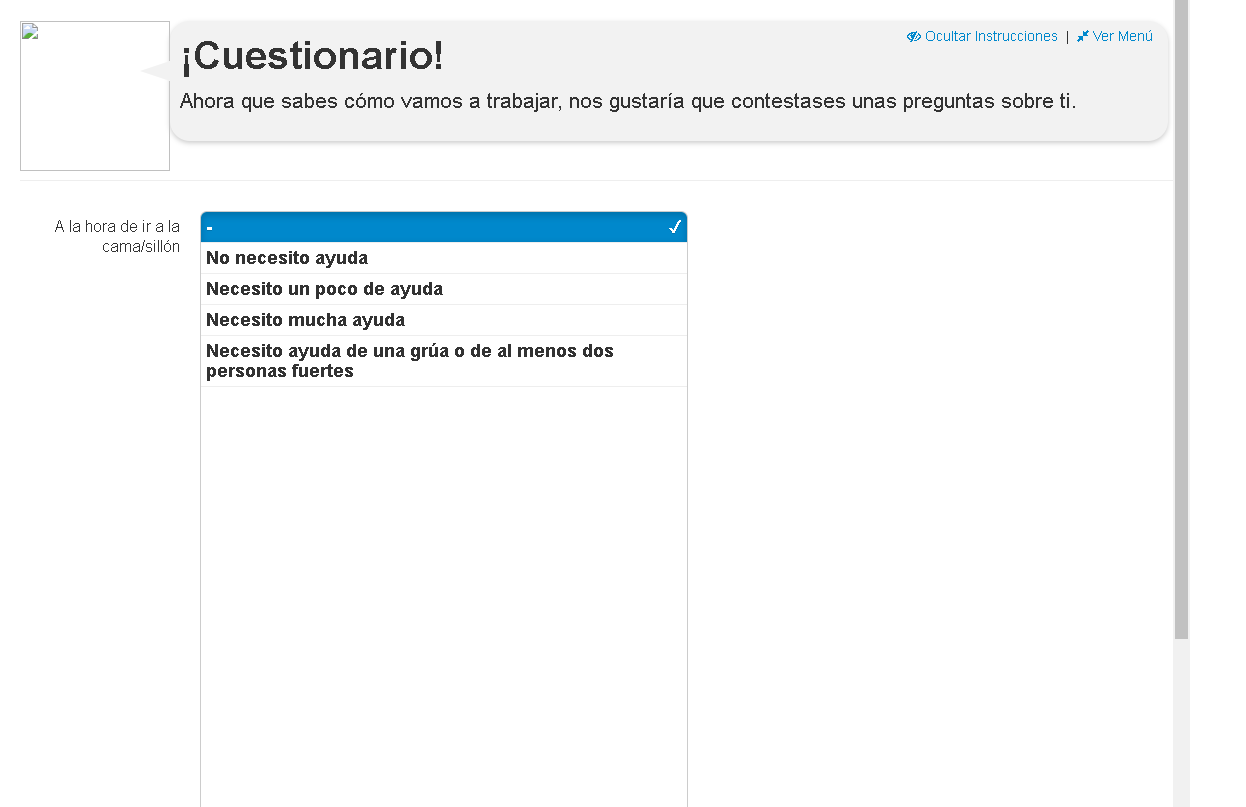 ¡Cuestionario!
Ocultar Instrucciones | Ver Menú
Ahora que sabes cómo vamos a trabajar, nos gustaría que contestases unas preguntas sobre ti.
A la hora de ir a la
cama/sillón
-
No necesito ayuda
Necesito un poco de ayuda
Necesito mucha ayuda
Necesito ayuda de una grúa o de al menos dos
personas fuertes